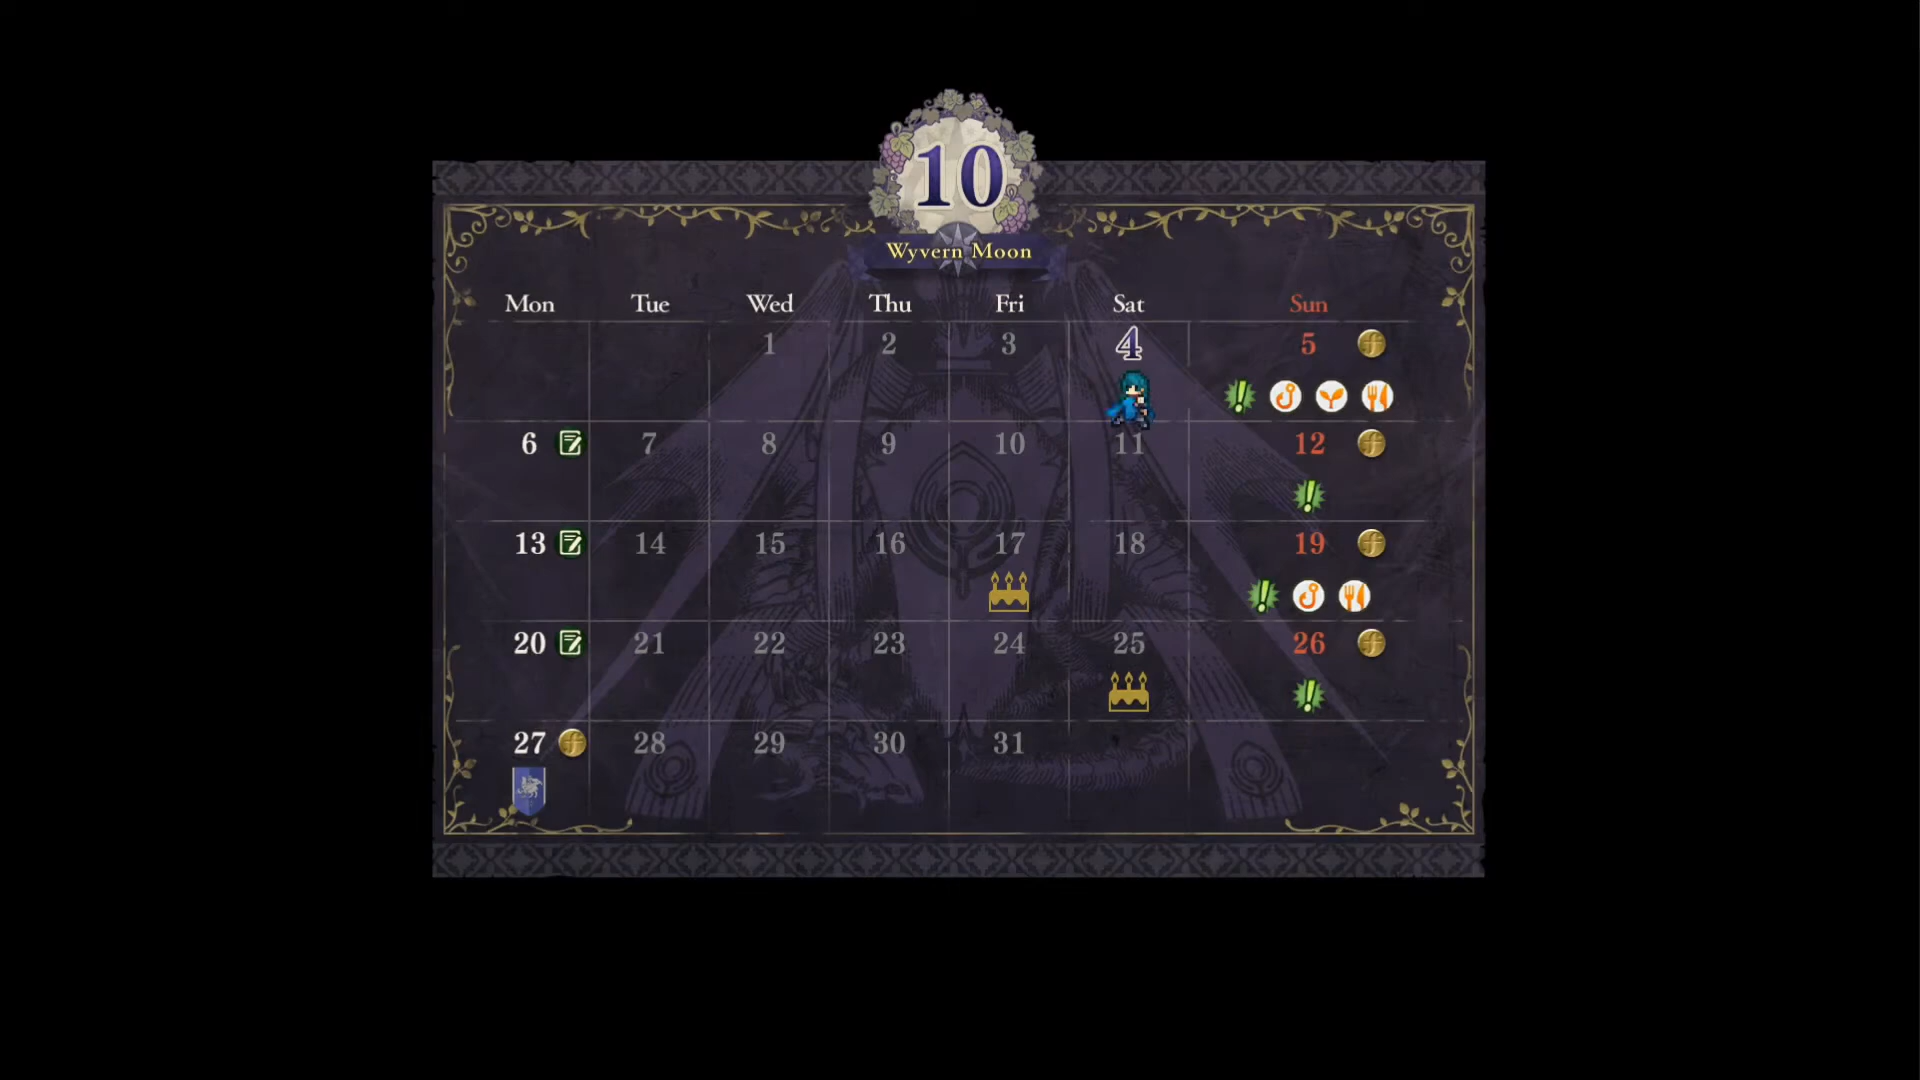 10
Wyvern Moon
Mon Tue Wed Thu Fri Sat Sun
1 2 3 4 5
6 7 8 9 10 11 12
13 14 15 16 17 18 19
20 21 22 23 24 25 26
27 28 29 30 31